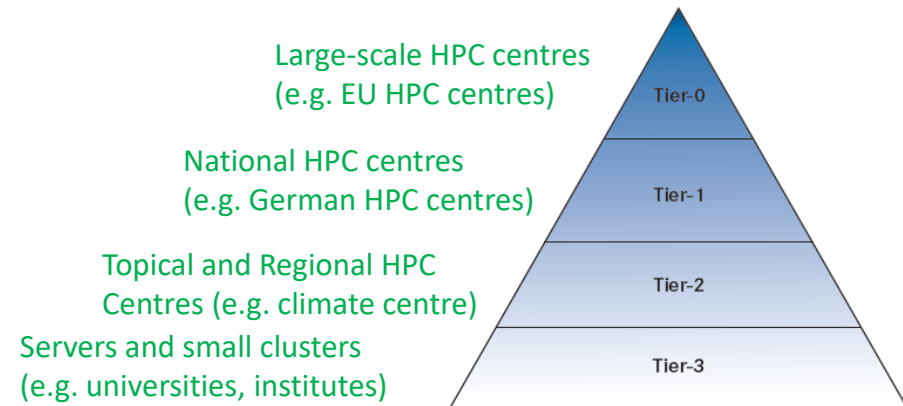 Large-scale HPC centres
(e.g. EU HPC centres)
Tier-0
National HPC centres
(e.g. German HPC centres)
Tier-1
Topical and Regional HPC
Centres (e.g. climate centre)
Tier-2
Servers and small clusters
(e.g. universities, institutes)
Tier-3